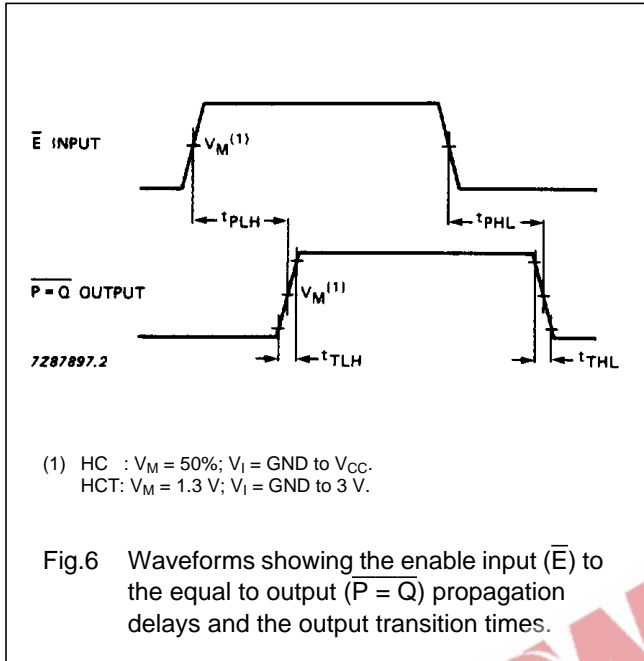 E̅ INPUT
V_M(1)
t_PLH
t_PHL
P̅ ̅=̅ ̅Q̅ OUTPUT
V_M(1)
7Z87897.2
t_TLH
t_THL
(1) HC : V_M = 50%; V_I = GND to V_CC.
HCT: V_M = 1.3 V; V_I = GND to 3 V.
Fig.6 Waveforms showing the enable input (E̅) to
the equal to output (P̅ ̅=̅ ̅Q̅) propagation
delays and the output transition times.